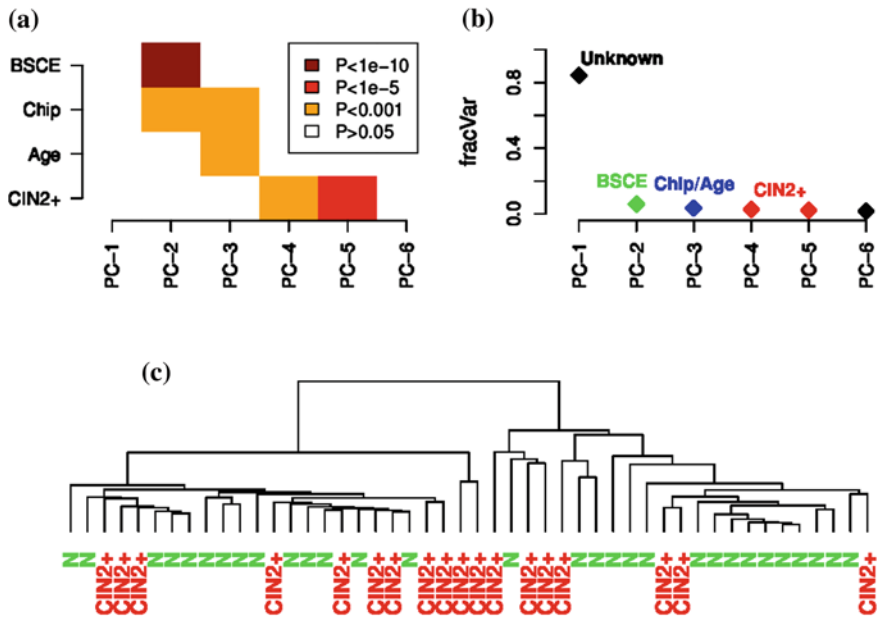 (a)
BSCE
Chip
Age
CIN2+
P<1e-10
P<1e-5
P<0.001
P>0.05
PC-1 PC-2 PC-3 PC-4 PC-5 PC-6
(b)
fracVar
0.8
0.4
0.0
Unknown
BSCE Chip/Age CIN2+
PC-1 PC-2 PC-3 PC-4 PC-5 PC-6
(c)
N N CIN2+ CIN2+ CIN2+ N N N N N N N CIN2+ N N N CIN2+ N CIN2+ CIN2+ N CIN2+ CIN2+ CIN2+ CIN2+ CIN2+ N CIN2+ CIN2+ CIN2+ N N N N N CIN2+ CIN2+ N N N N N N N N N N CIN2+